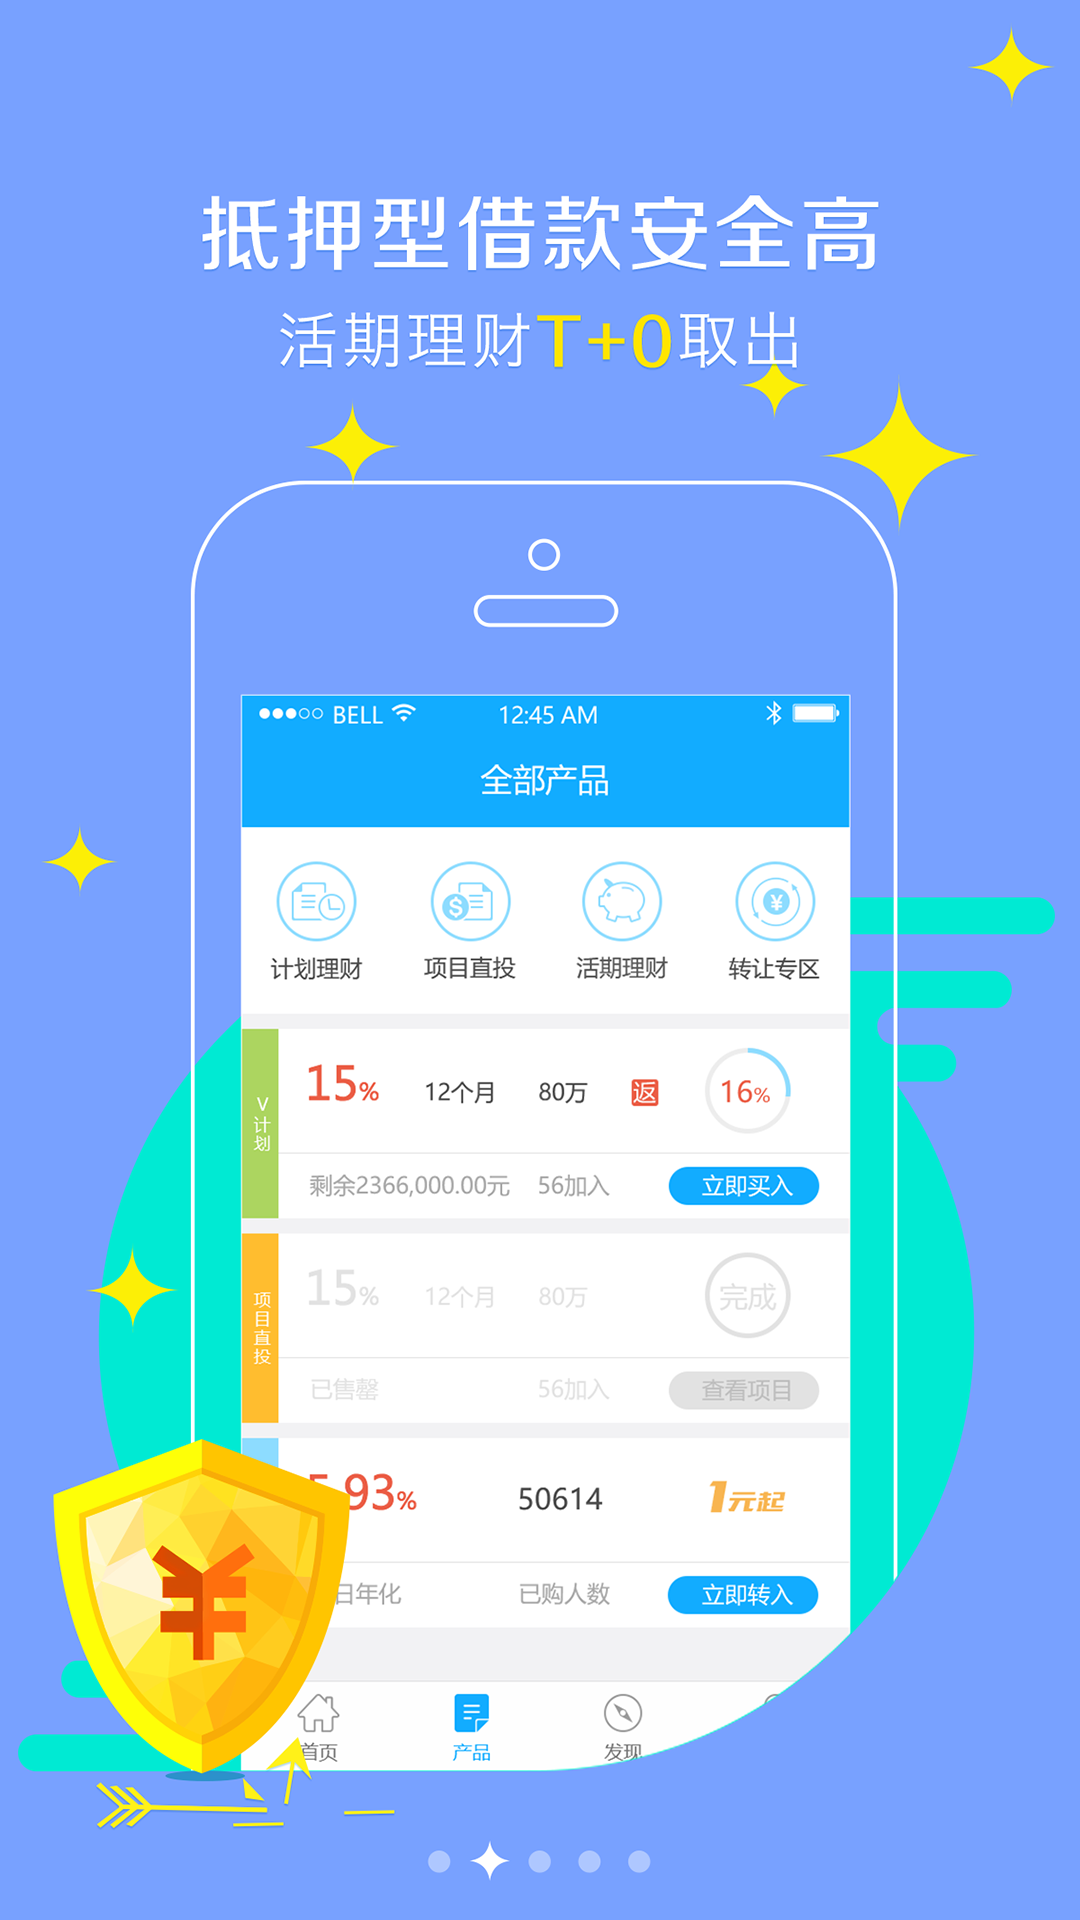 抵押型借款安全高
活期理财T+0取出
BELL 12:45 AM
全部产品
计划理财 项目直投 活期理财 转让专区
V计划
15% 12个月 80万 返 16%
剩余2366,000.00元 56加入 立即买入
项目直投
15% 12个月 80万 完成
已售罄 56加入 查看项目
.93% 50614 1元起
日年化 已购人数 立即转入
¥
首页 产品 发现